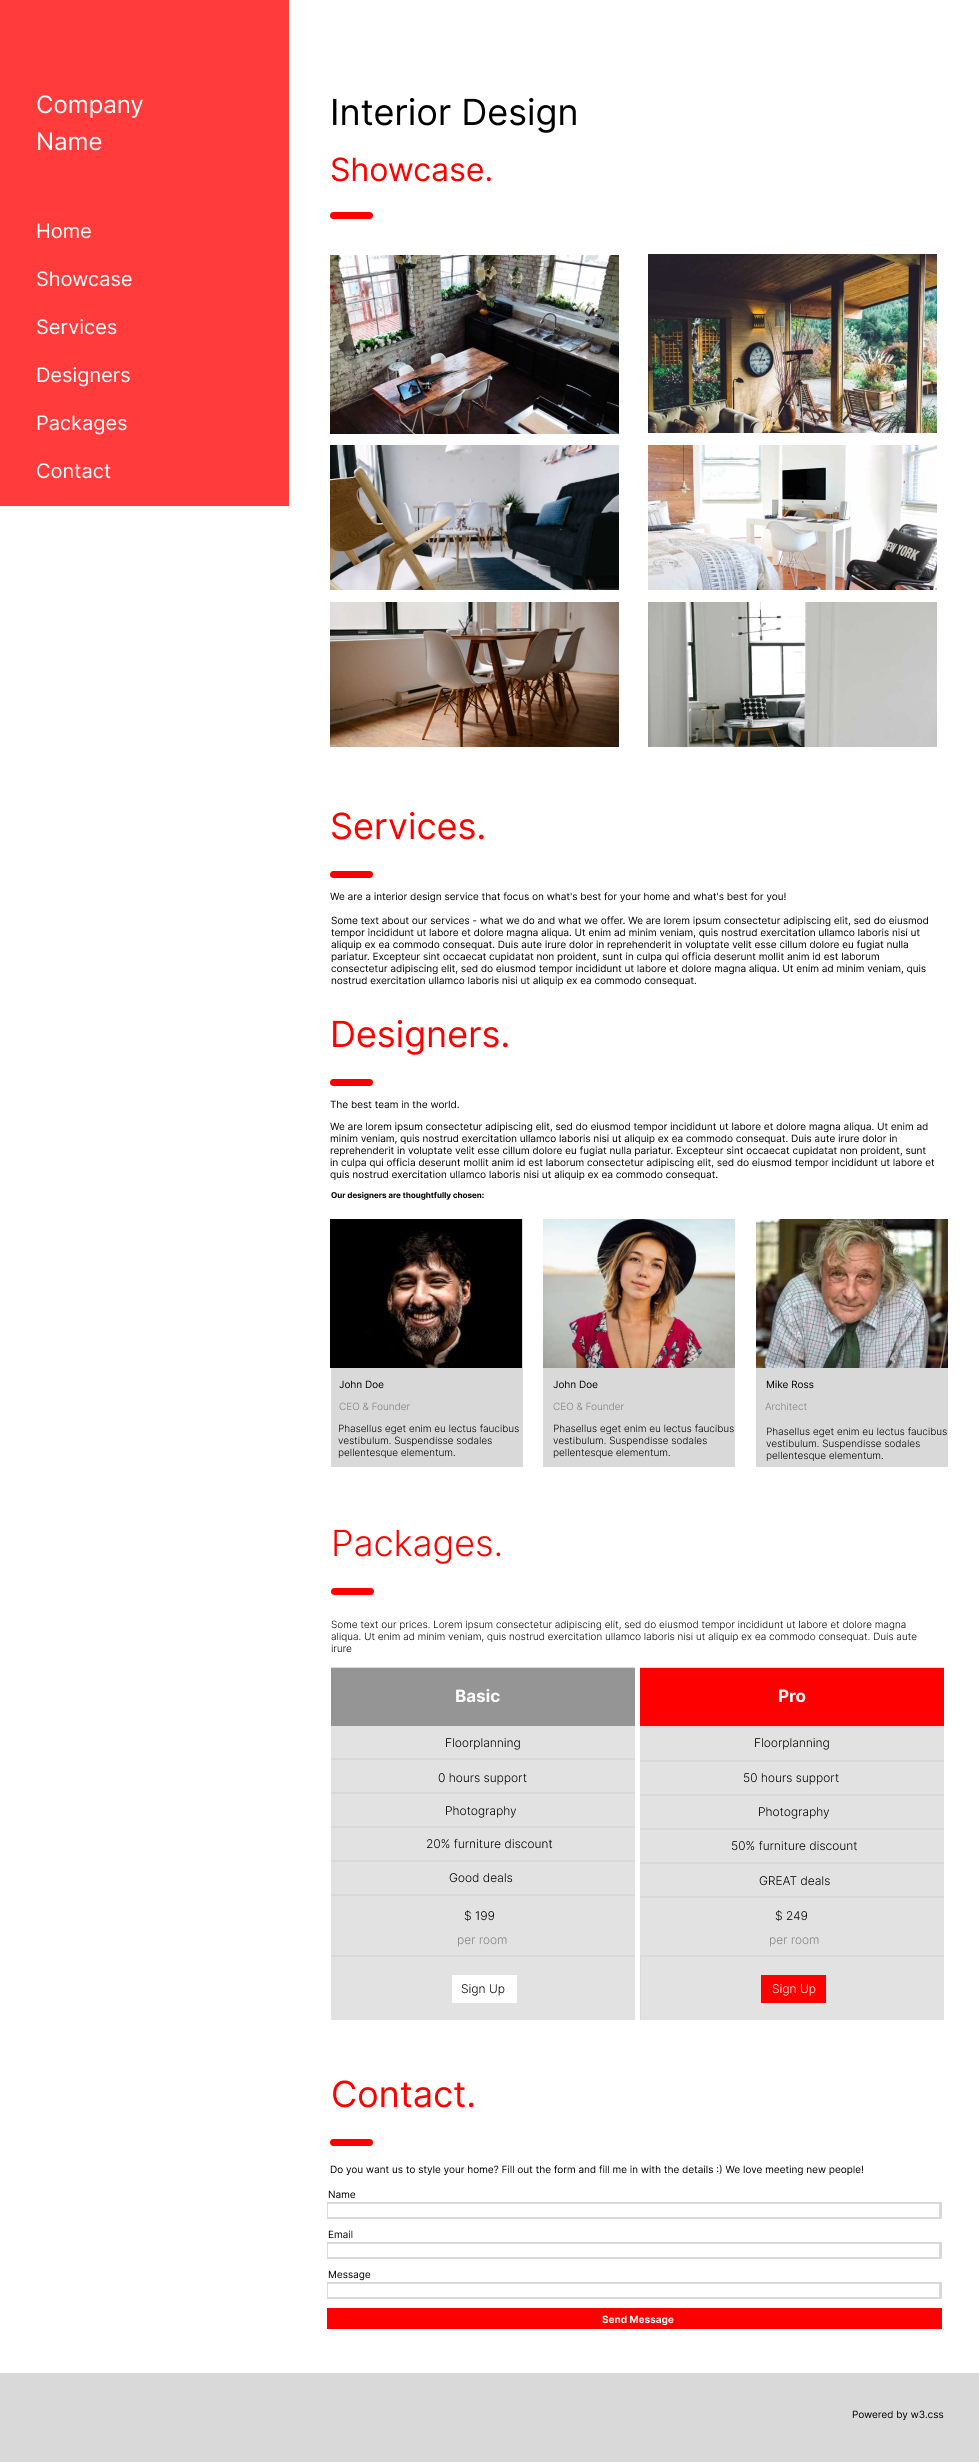 Company
Name
Home
Showcase
Services
Designers
Packages
Contact
Interior Design
Showcase.
NEW YORK
Services.
We are a interior design service that focus on what's best for your home and what's best for you!
Some text about our services - what we do and what we offer. We are lorem ipsum consectetur adipiscing elit, sed do eiusmod
tempor incididunt ut labore et dolore magna aliqua. Ut enim ad minim veniam, quis nostrud exercitation ullamco laboris nisi ut
aliquip ex ea commodo consequat. Duis aute irure dolor in reprehenderit in voluptate velit esse cillum dolore eu fugiat nulla
pariatur. Excepteur sint occaecat cupidatat non proident, sunt in culpa qui officia deserunt mollit anim id est laborum
consectetur adipiscing elit, sed do eiusmod tempor incididunt ut labore et dolore magna aliqua. Ut enim ad minim veniam, quis
nostrud exercitation ullamco laboris nisi ut aliquip ex ea commodo consequat.
Designers.
The best team in the world.
We are lorem ipsum consectetur adipiscing elit, sed do eiusmod tempor incididunt ut labore et dolore magna aliqua. Ut enim ad
minim veniam, quis nostrud exercitation ullamco laboris nisi ut aliquip ex ea commodo consequat. Duis aute irure dolor in
reprehenderit in voluptate velit esse cillum dolore eu fugiat nulla pariatur. Excepteur sint occaecat cupidatat non proident, sunt
in culpa qui officia deserunt mollit anim id est laborum consectetur adipiscing elit, sed do eiusmod tempor incididunt ut labore et
quis nostrud exercitation ullamco laboris nisi ut aliquip ex ea commodo consequat.
Our designers are thoughtfully chosen:
John Doe
CEO & Founder
Phasellus eget enim eu lectus faucibus
vestibulum. Suspendisse sodales
pellentesque elementum.
John Doe
CEO & Founder
Phasellus eget enim eu lectus faucibus
vestibulum. Suspendisse sodales
pellentesque elementum.
Mike Ross
Architect
Phasellus eget enim eu lectus faucibus
vestibulum. Suspendisse sodales
pellentesque elementum.
Packages.
Some text our prices. Lorem ipsum consectetur adipiscing elit, sed do eiusmod tempor incididunt ut labore et dolore magna
aliqua. Ut enim ad minim veniam, quis nostrud exercitation ullamco laboris nisi ut aliquip ex ea commodo consequat. Duis aute
irure
Basic
Floorplanning
0 hours support
Photography
20% furniture discount
Good deals
$ 199
per room
Sign Up
Pro
Floorplanning
50 hours support
Photography
50% furniture discount
GREAT deals
$ 249
per room
Sign Up
Contact.
Do you want us to style your home? Fill out the form and fill me in with the details :) We love meeting new people!
Name
Email
Message
Send Message
Powered by w3.css